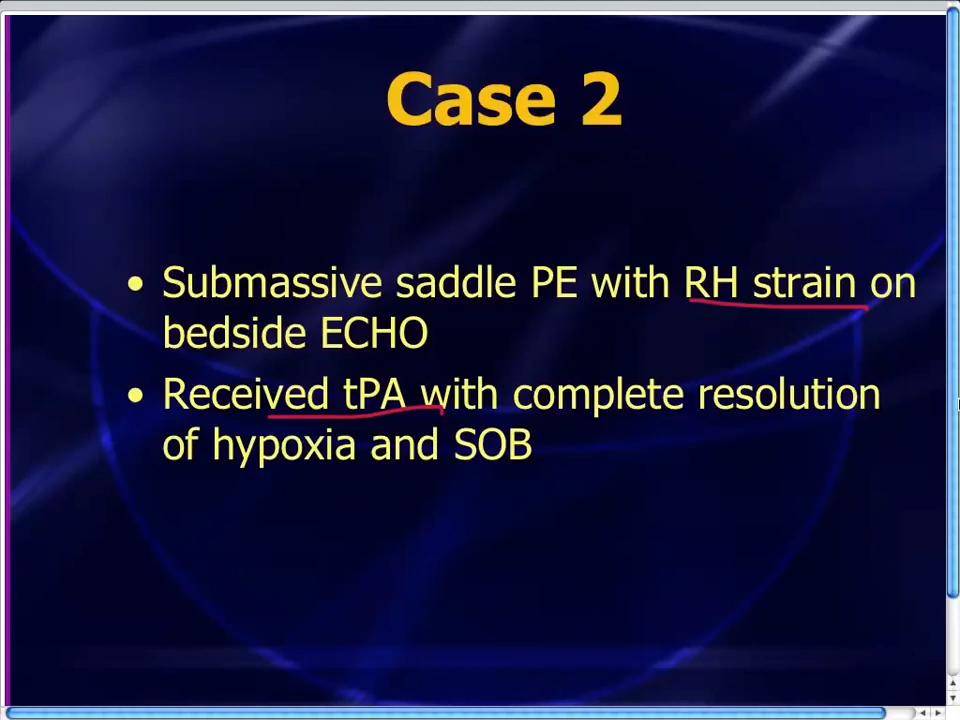 Case 2
• Submassive saddle PE with RH strain on
bedside ECHO
• Received tPA with complete resolution
of hypoxia and SOB